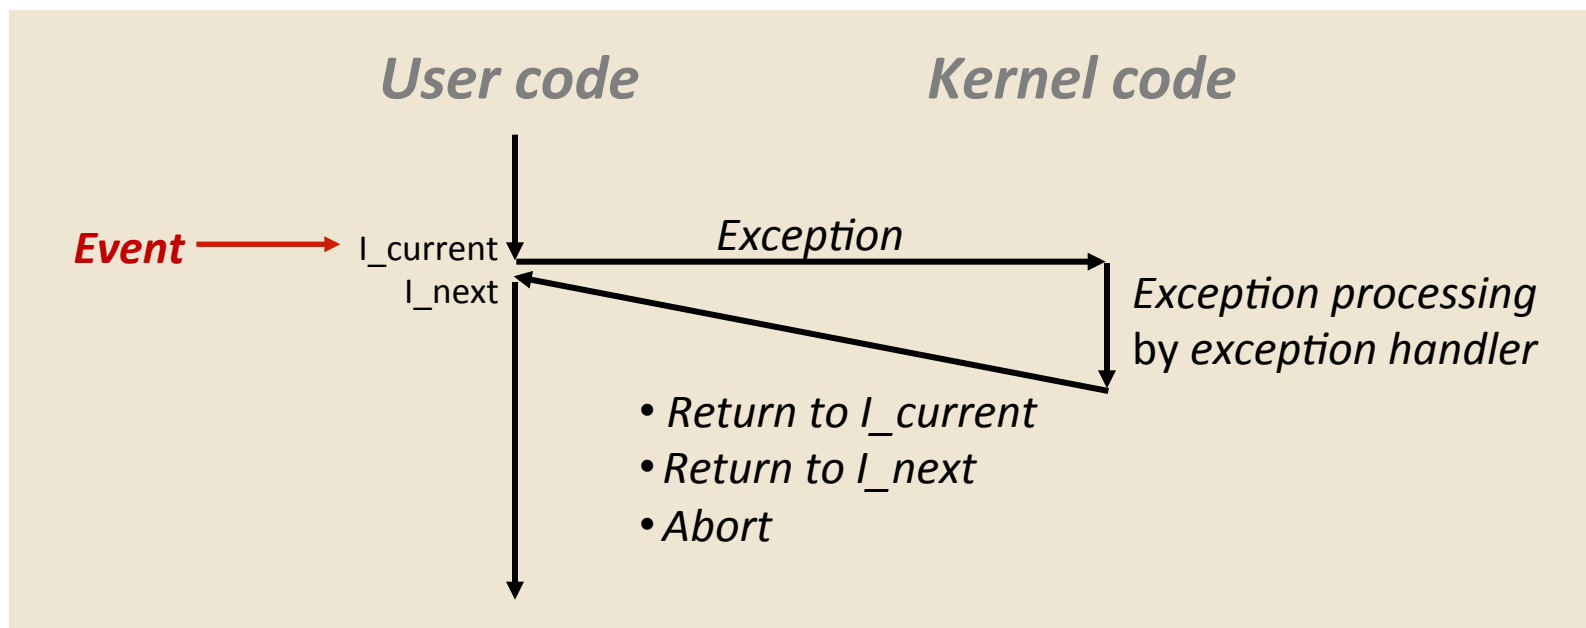 User code
Kernel code
Event
I_current
Exception
I_next
Exception processing
by exception handler
• Return to I_current
• Return to I_next
• Abort